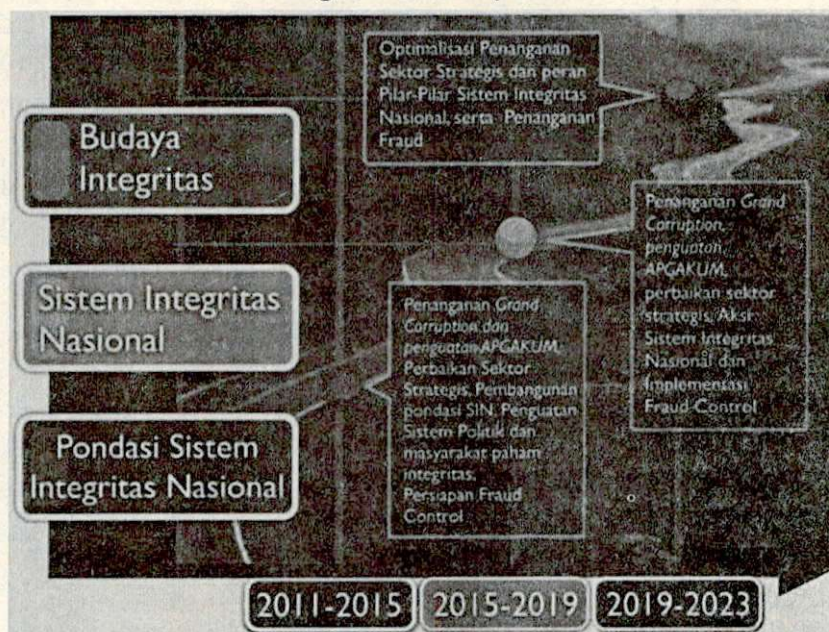 Optimalisasi Penanganan
Sektor Strategis dan peran
Pilar-Pilar Sistem Integritas
Nasional, serta Penanganan
Fraud
Budaya
Integritas
Penanganan Grand
Corruption,
penguatan
APGAKUM,
perbaikan sektor
strategis, Aksi
Sistem Integritas
Nasional dan
Implementasi
Fraud Control
Sistem Integritas
Nasional
Penanganan Grand
Corruption dan
penguatan APGAKUM,
Perbaikan Sektor
Strategis, Pembangunan
pondasi SIN, Penguatan
Sistem Politik dan
masyarakat paham
integritas,
Persiapan Fraud
Control
Pondasi Sistem
Integritas Nasional
2011-2015
2015-2019
2019-2023